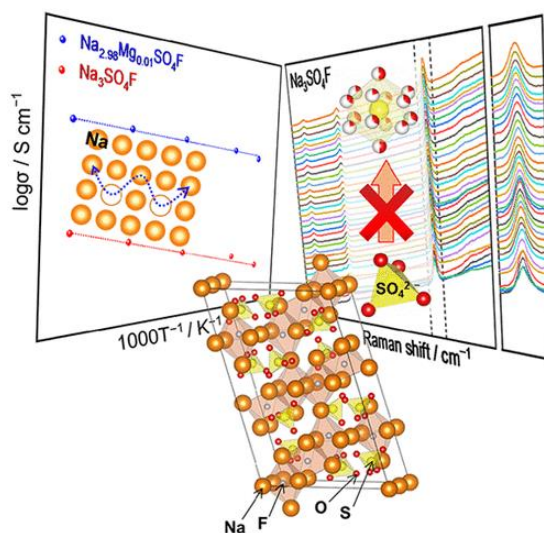 Na₂.₉₈Mg₀.₀₁SO₄F
Na₃SO₄F
Na
logσ / S cm⁻¹
1000T⁻¹ / K⁻¹
Na₃SO₄F
SO₄²⁻
Raman shift / cm⁻¹
Na
F
O
S